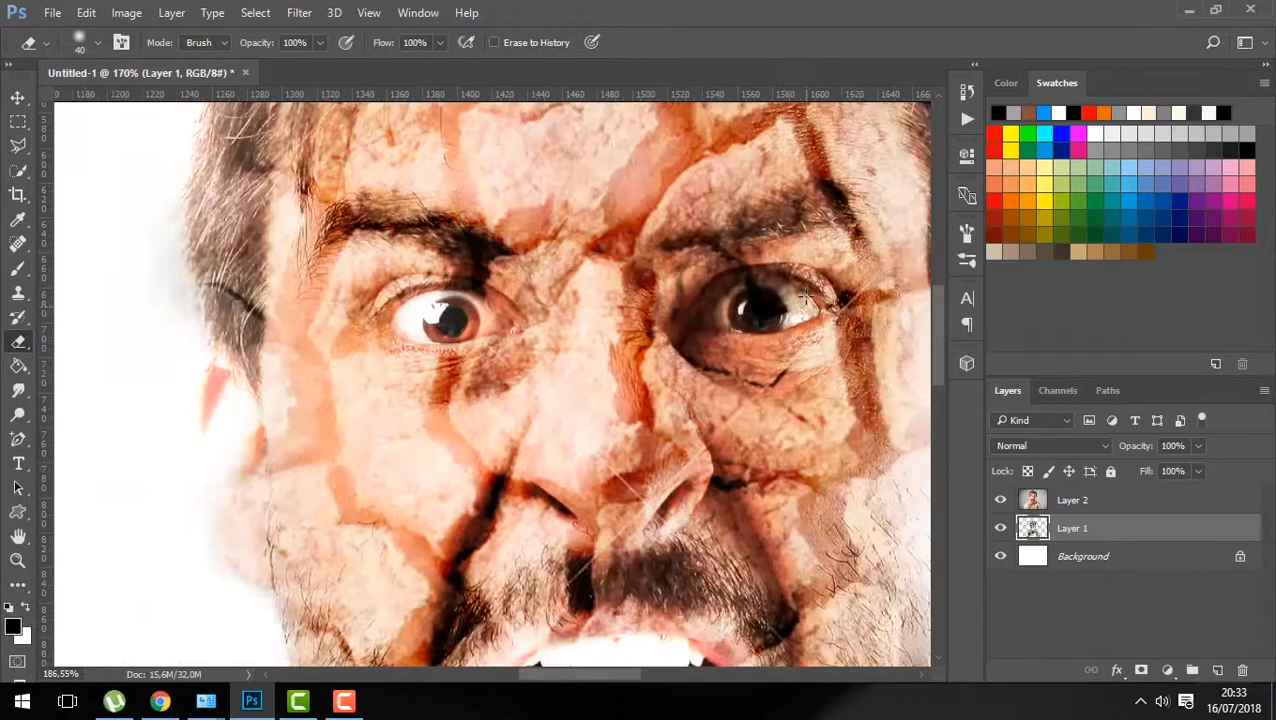 Ps File Edit Image Layer Type Select Filter 3D View Window Help
40 Mode: Brush Opacity: 100% Flow: 100% Erase to History
Untitled-1 @ 170% (Layer 1, RGB/8#) * ×
1180 1200 1220 1240 1260 1280 1300 1320 1340 1360 1380 1400 1420 1440 1460 1480 1500 1520 1540 1560 1580 1600 1620 1640
Color Swatches
Layers Channels Paths
Kind
Normal Opacity: 100%
Lock: Fill: 100%
Layer 2
Layer 1
Background
186,55% Doc: 15,6M/32,0M
fx
Ps
20:33
16/07/2018